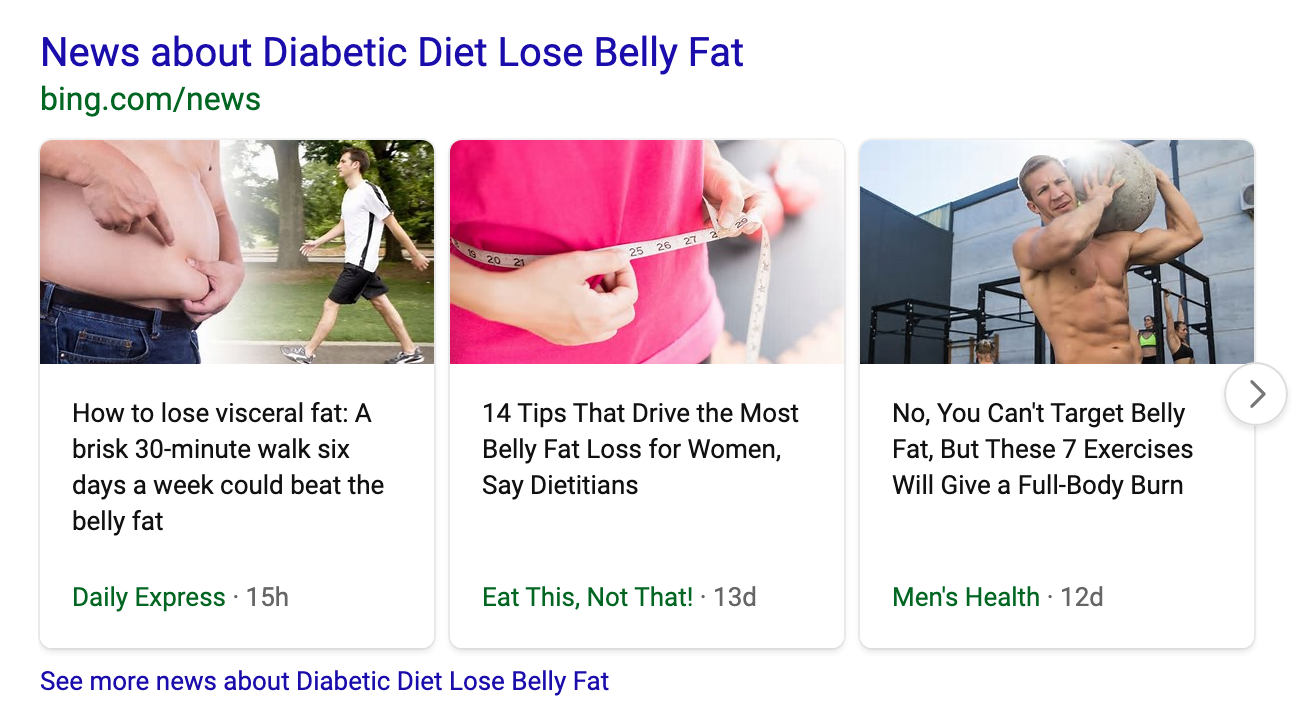 News about Diabetic Diet Lose Belly Fat
bing.com/news
19 20 21 25 26 27 29
How to lose visceral fat: A
brisk 30-minute walk six
days a week could beat the
belly fat
Daily Express · 15h
14 Tips That Drive the Most
Belly Fat Loss for Women,
Say Dietitians
Eat This, Not That! · 13d
No, You Can't Target Belly
Fat, But These 7 Exercises
Will Give a Full-Body Burn
Men's Health · 12d
See more news about Diabetic Diet Lose Belly Fat